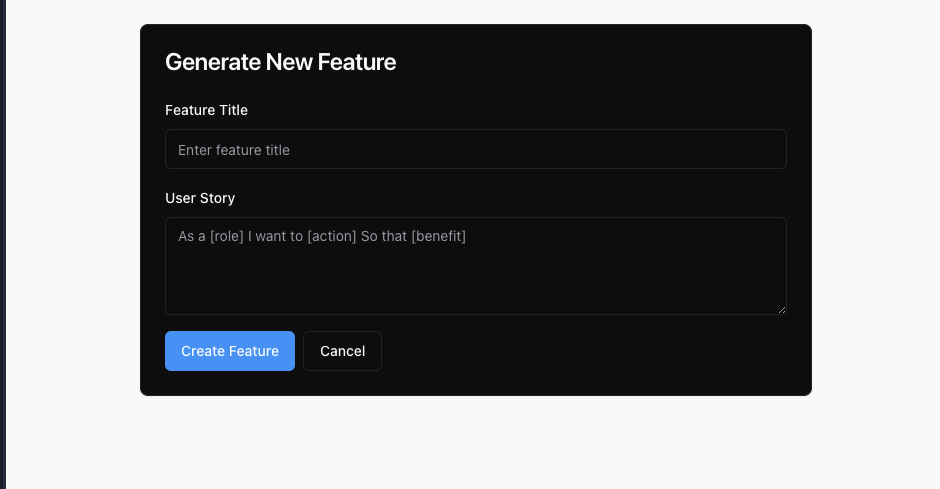 Generate New Feature
Feature Title
Enter feature title
User Story
As a [role] I want to [action] So that [benefit]
Create Feature
Cancel